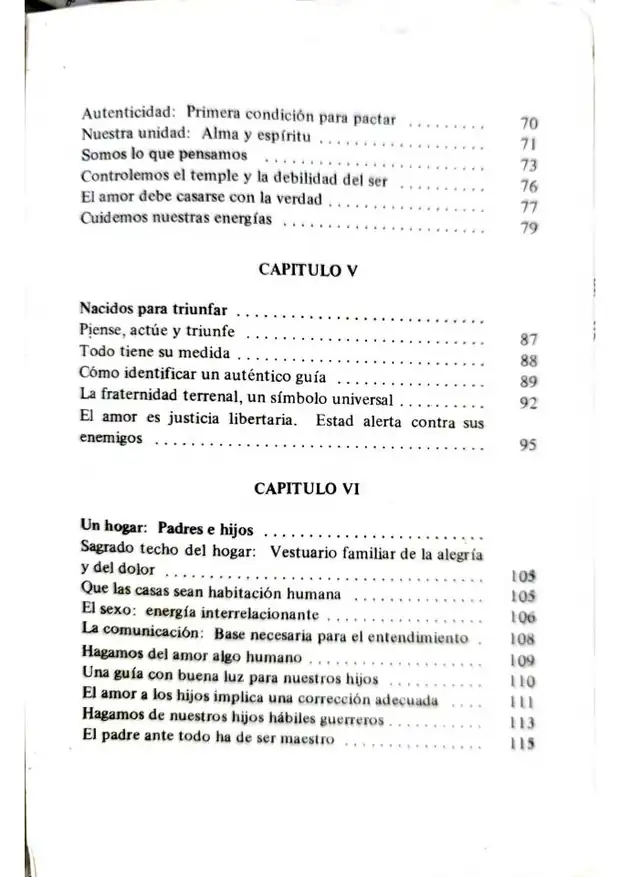 Autenticidad: Primera condición para pactar ........ 70
Nuestra unidad: Alma y espíritu .................. 71
Somos lo que pensamos ........................ 73
Controlemos el temple y la debilidad del ser ......... 76
El amor debe casarse con la verdad ................. 77
Cuidemos nuestras energías ...................... 79
CAPITULO V
Nacidos para triunfar ...........................
Piense, actúe y triunfe .......................... 87
Todo tiene su medida ........................... 88
Cómo identificar un auténtico guía ................ 89
La fraternidad terrenal, un símbolo universal .......... 92
El amor es justicia libertaria. Estad alerta contra sus
enemigos .................................... 95
CAPITULO VI
Un hogar: Padres e hijos ........................
Sagrado techo del hogar: Vestuario familiar de la alegría
y del dolor ................................... 105
Que las casas sean habitación humana .............. 105
El sexo: energía interrelacionante ................. 106
La comunicación: Base necesaria para el entendimiento . 108
Hagamos del amor algo humano ................... 109
Una guía con buena luz para nuestros hijos ........... 110
El amor a los hijos implica una corrección adecuada .... 111
Hagamos de nuestros hijos hábiles guerreros .......... 113
El padre ante todo ha de ser maestro ............... 115